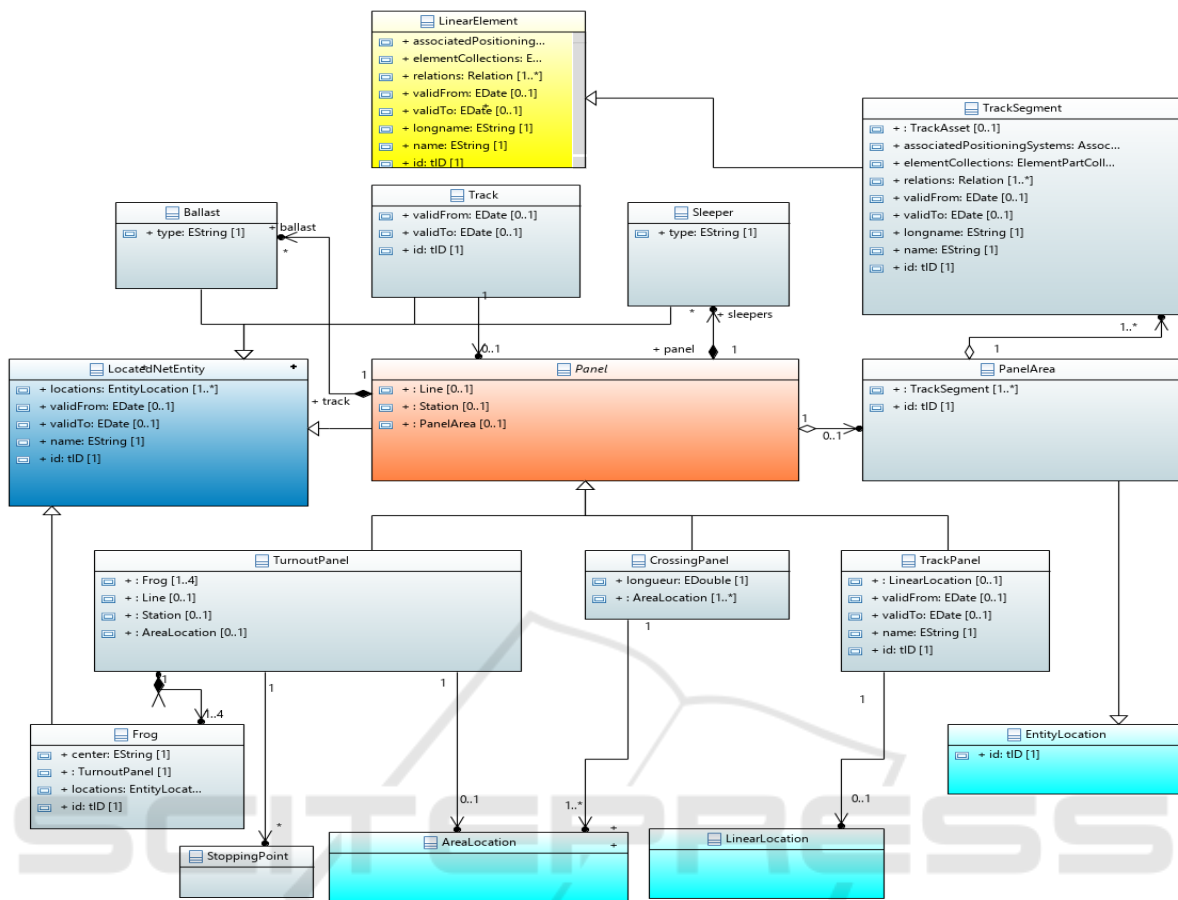 LinearElement
+ associatedPositioning...
+ elementCollections: E...
+ relations: Relation [1..*]
+ validFrom: EDate [0..1]
+ validTo: EDate [0..1]
+ longname: EString [1]
+ name: EString [1]
+ id: tID [1]
TrackSegment
+ : TrackAsset [0..1]
+ associatedPositioningSystems: Assoc...
+ elementCollections: ElementPartColl...
+ relations: Relation [1..*]
+ validFrom: EDate [0..1]
+ validTo: EDate [0..1]
+ longname: EString [1]
+ name: EString [1]
+ id: tID [1]
Track
+ validFrom: EDate [0..1]
+ validTo: EDate [0..1]
+ id: tID [1]
Ballast
+ type: EString [1]
+ ballast
*
Sleeper
+ type: EString [1]
1
0..1
*
+ sleepers
+ panel
1
1..*
1
LocatedNetEntity
+ locations: EntityLocation [1..*]
+ validFrom: EDate [0..1]
+ validTo: EDate [0..1]
+ name: EString [1]
+ id: tID [1]
1
+ track
Panel
+ : Line [0..1]
+ : Station [0..1]
+ : PanelArea [0..1]
1
0..1
PanelArea
+ : TrackSegment [1..*]
+ id: tID [1]
TurnoutPanel
+ : Frog [1..4]
+ : Line [0..1]
+ : Station [0..1]
+ : AreaLocation [0..1]
CrossingPanel
+ longueur: EDouble [1]
+ : AreaLocation [1..*]
TrackPanel
+ : LinearLocation [0..1]
+ validFrom: EDate [0..1]
+ validTo: EDate [0..1]
+ name: EString [1]
+ id: tID [1]
1
1..4
1
*
1
0..1
1
1..*
1
0..1
Frog
+ center: EString [1]
+ : TurnoutPanel [1]
+ locations: EntityLocat...
+ id: tID [1]
EntityLocation
+ id: tID [1]
StoppingPoint
AreaLocation
LinearLocation
SCITEPRESS